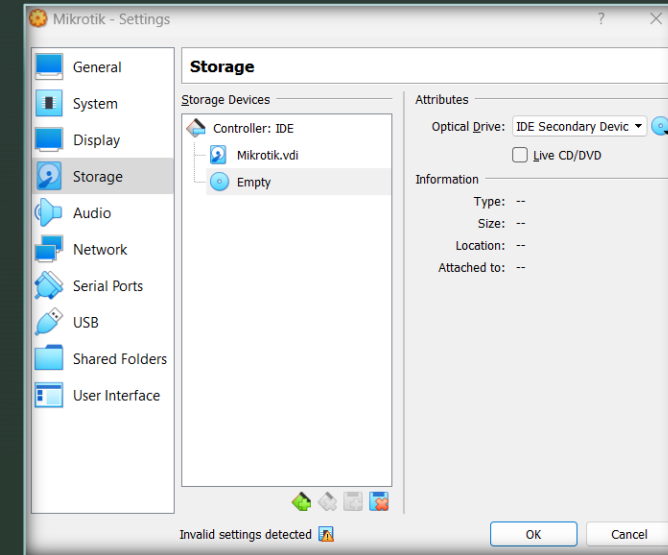 Mikrotik - Settings ?
General
System
Display
Storage
Audio
Network
Serial Ports
USB
Shared Folders
User Interface
Storage
Storage Devices
Controller: IDE
Mikrotik.vdi
Empty
Attributes
Optical Drive: IDE Secondary Devic
Live CD/DVD
Information
Type: --
Size: --
Location: --
Attached to: --
Invalid settings detected
OK Cancel